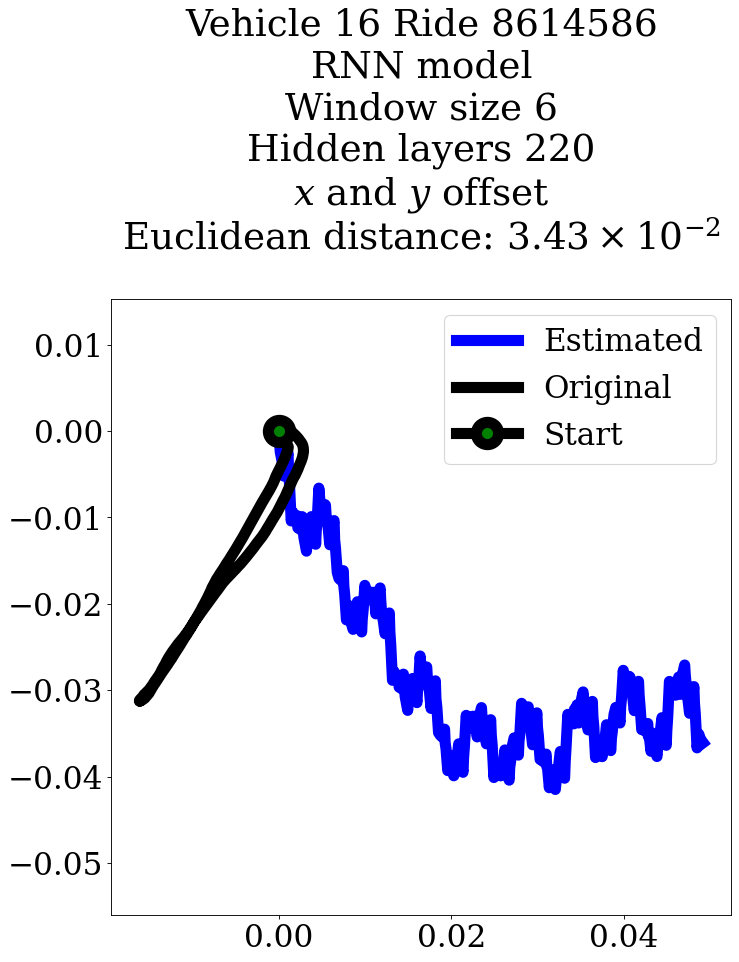 Vehicle 16 Ride 8614586
RNN model
Window size 6
Hidden layers 220
x and y offset
Euclidean distance: 3.43 × 10⁻²
Estimated
Original
Start
0.01
0.00
−0.01
−0.02
−0.03
−0.04
−0.05
0.00 0.02 0.04